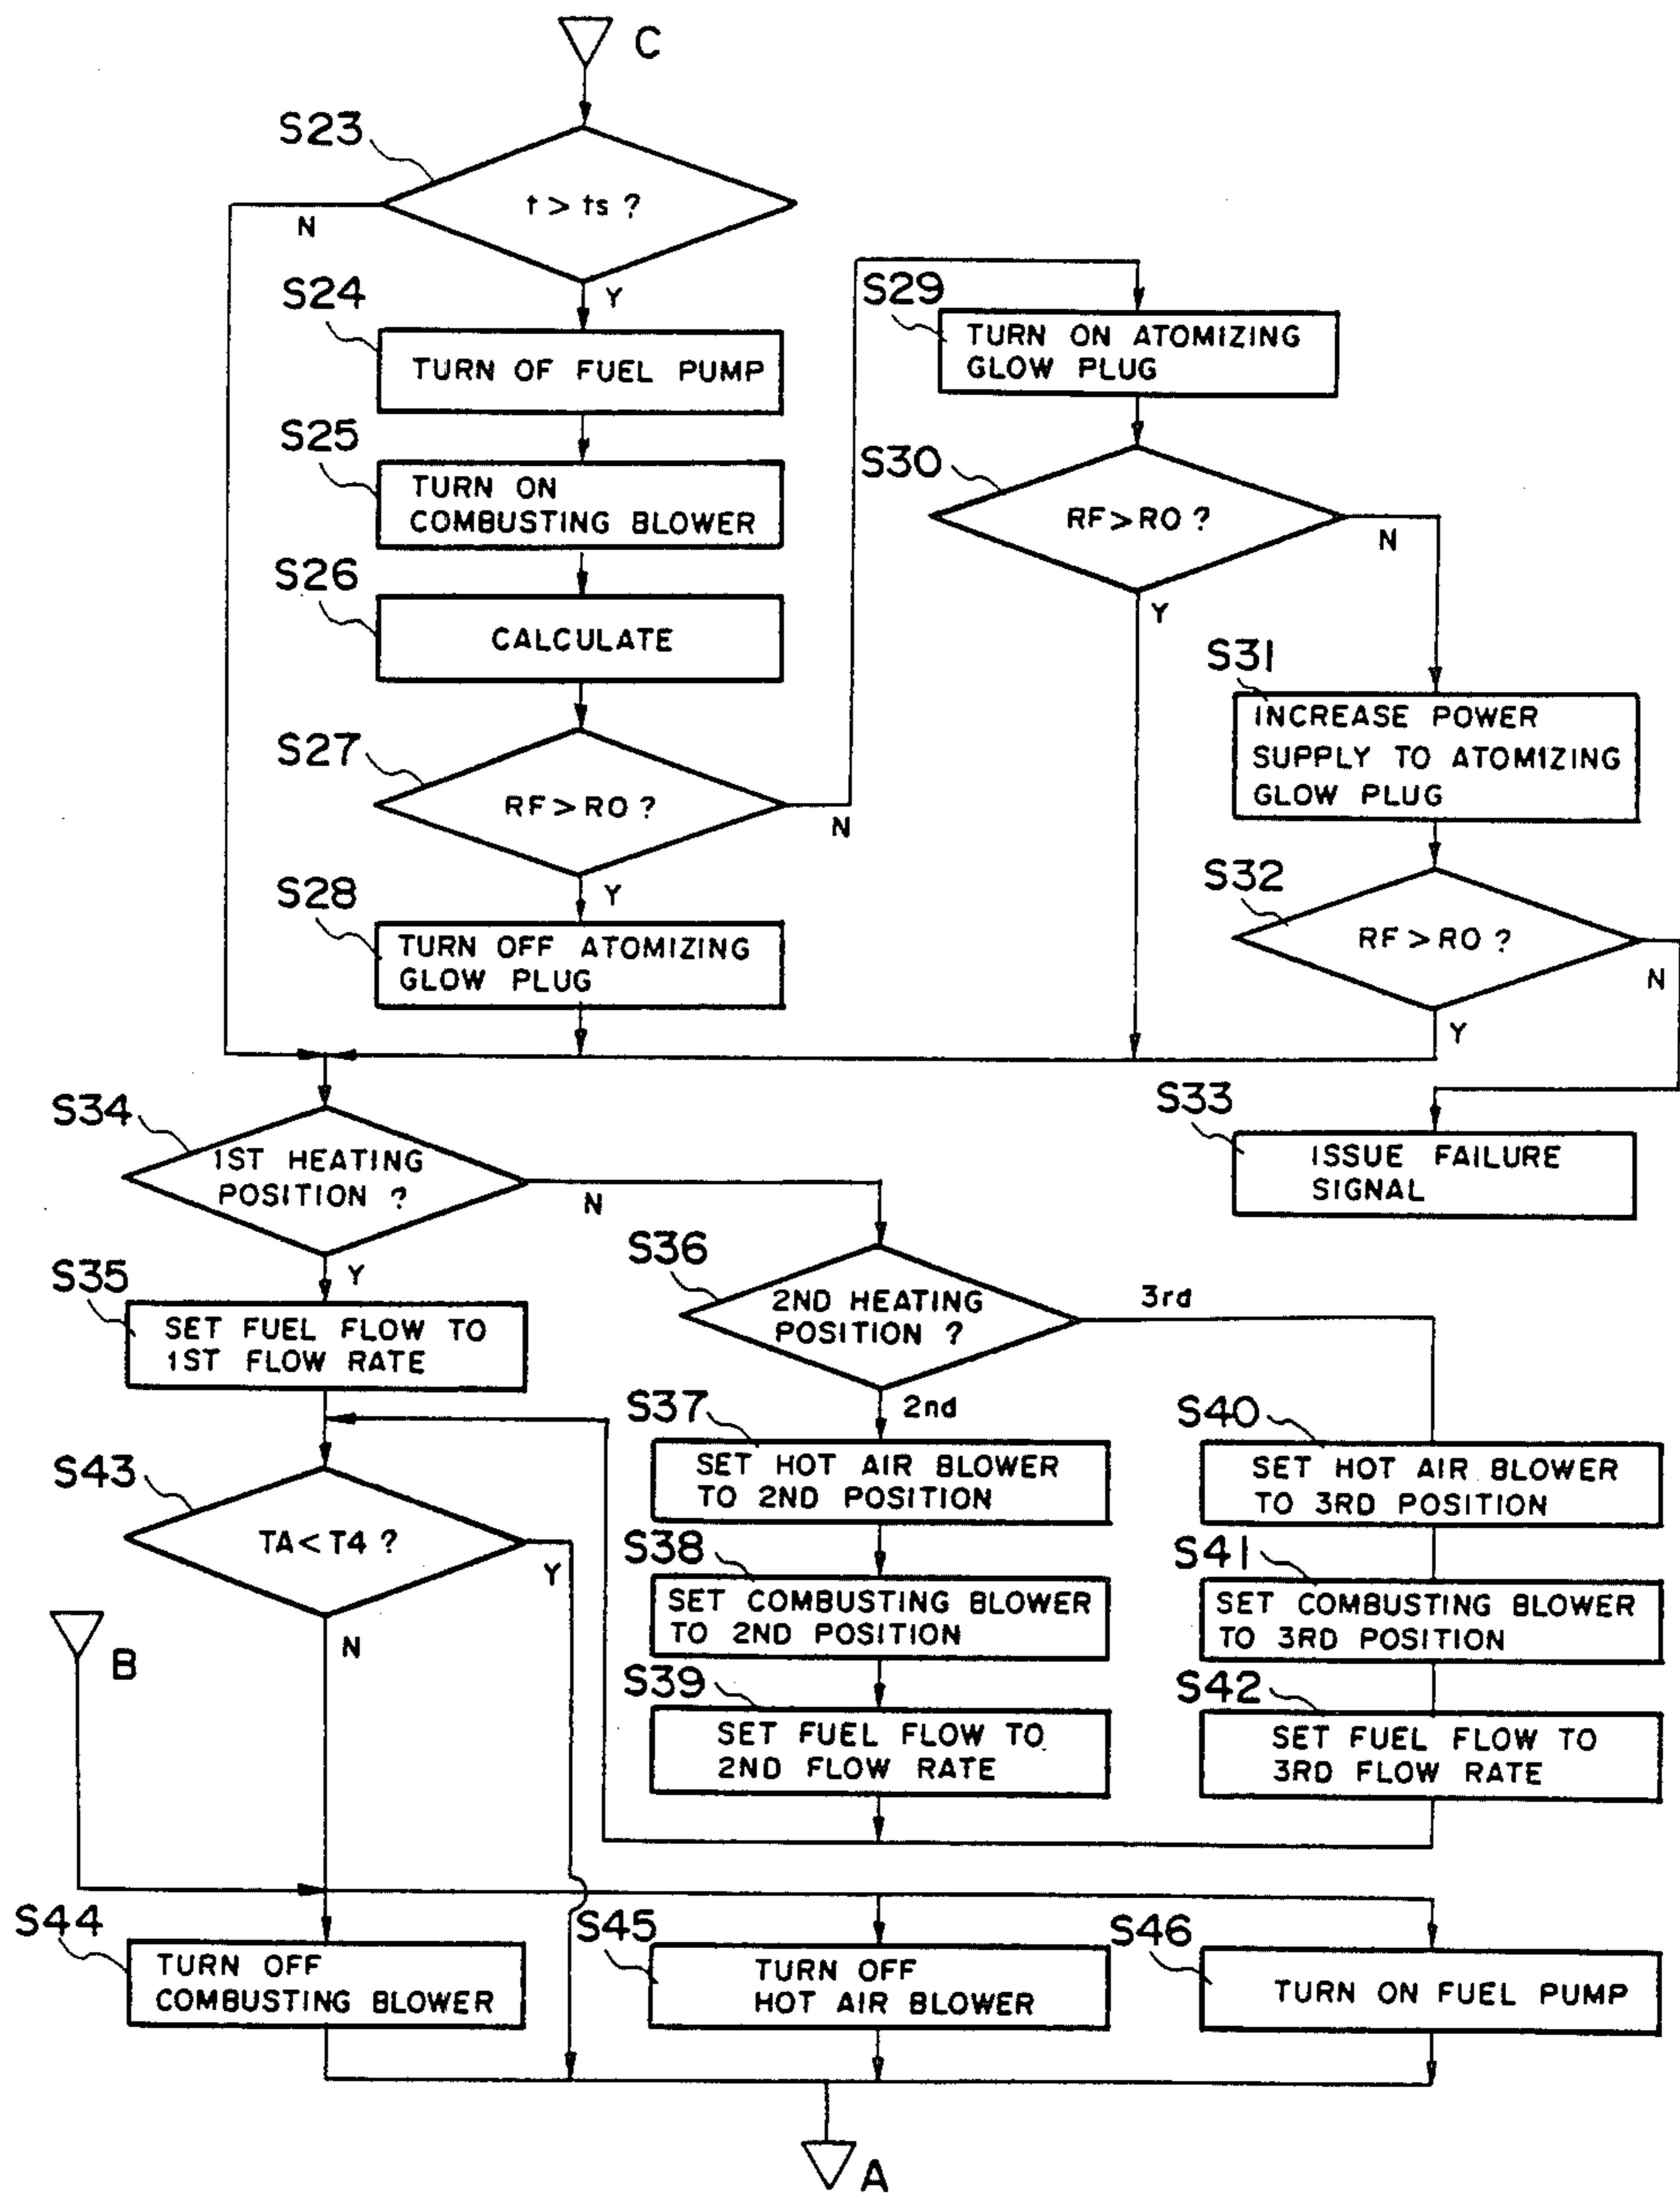 C
S23
t > ts ?
N
Y
S24
TURN OF FUEL PUMP
S25
TURN ON
COMBUSTING BLOWER
S26
CALCULATE
S27
RF > RO ?
N
Y
S28
TURN OFF ATOMIZING
GLOW PLUG
S29
TURN ON ATOMIZING
GLOW PLUG
S30
RF > RO ?
N
Y
S31
INCREASE POWER
SUPPLY TO ATOMIZING
GLOW PLUG
S32
RF > RO ?
N
Y
S33
ISSUE FAILURE
SIGNAL
S34
1ST HEATING
POSITION ?
N
Y
S35
SET FUEL FLOW TO
1ST FLOW RATE
S36
2ND HEATING
POSITION ?
3rd
2nd
S37
SET HOT AIR BLOWER
TO 2ND POSITION
S38
SET COMBUSTING BLOWER
TO 2ND POSITION
S39
SET FUEL FLOW TO
2ND FLOW RATE
S40
SET HOT AIR BLOWER
TO 3RD POSITION
S41
SET COMBUSTING BLOWER
TO 3RD POSITION
S42
SET FUEL FLOW TO
3RD FLOW RATE
S43
TA < T4 ?
Y
N
B
S44
TURN OFF
COMBUSTING BLOWER
S45
TURN OFF
HOT AIR BLOWER
S46
TURN ON FUEL PUMP
A